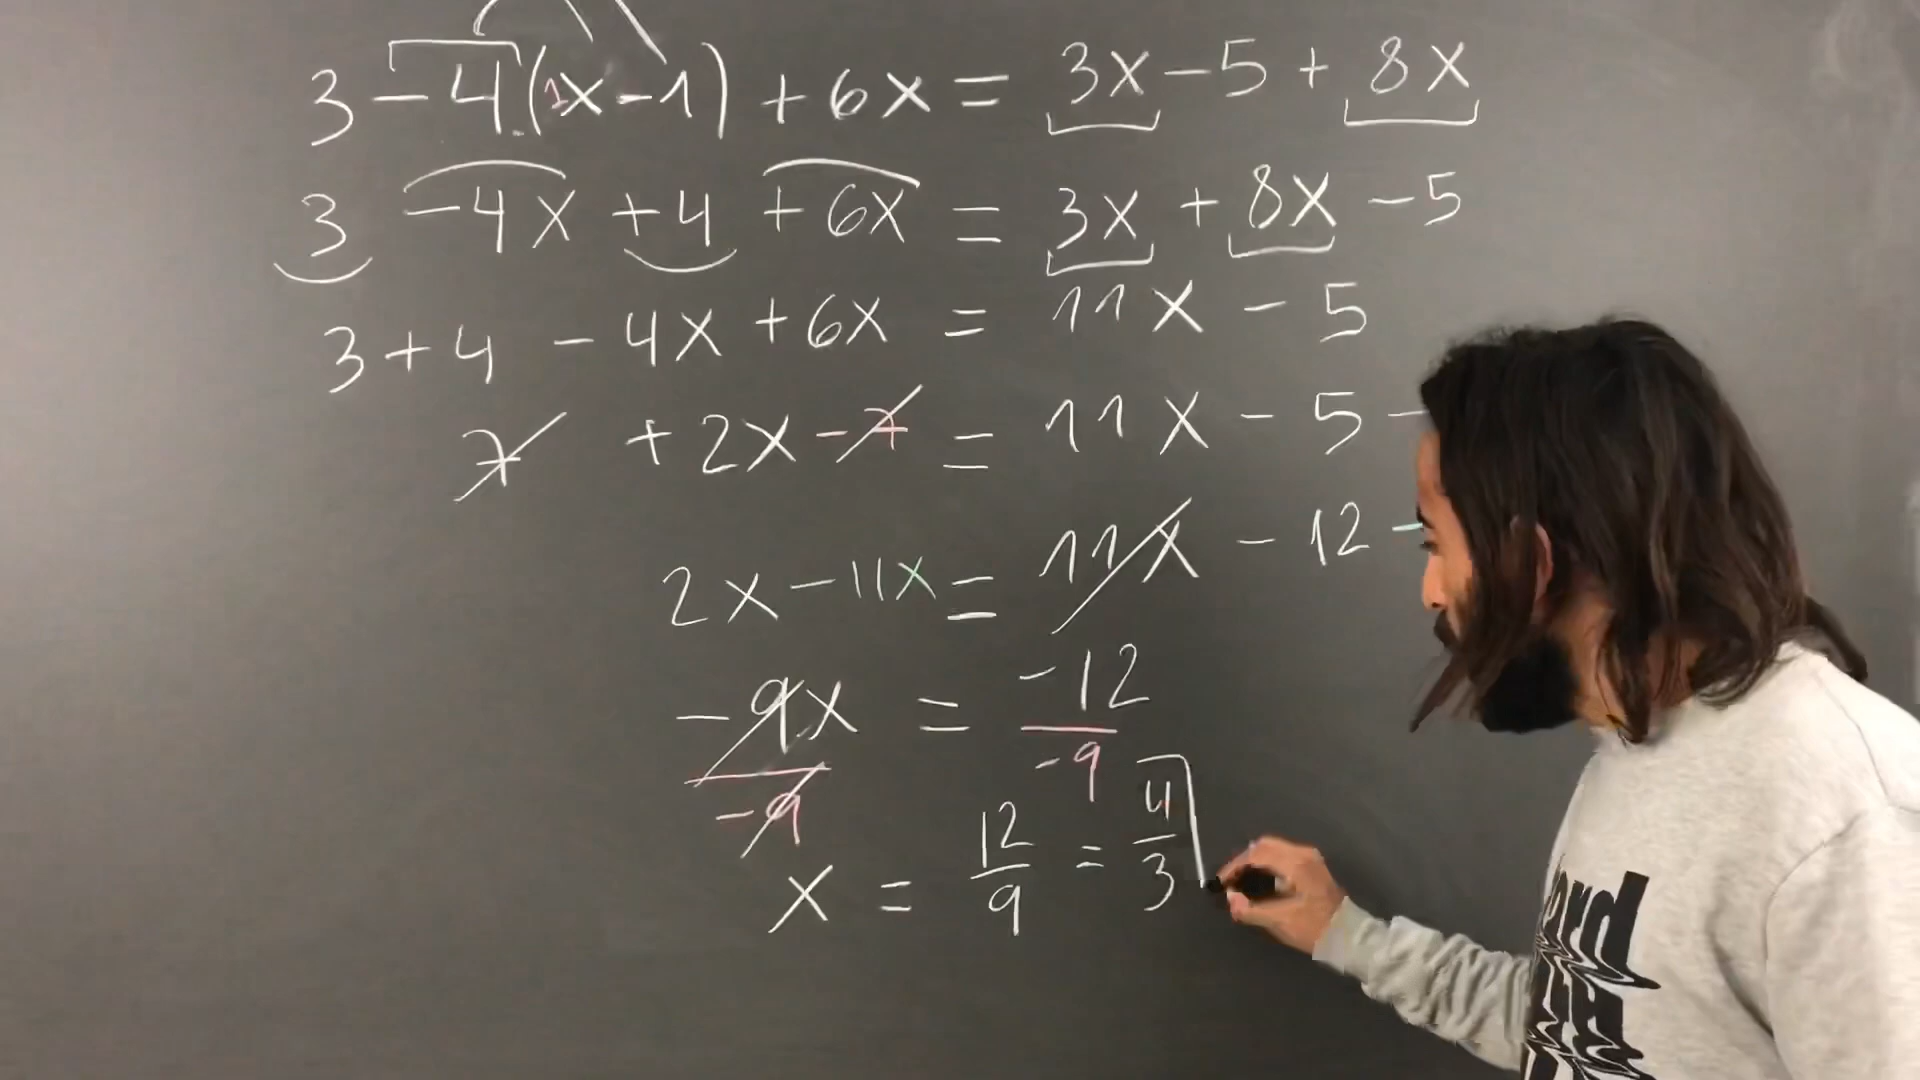 3 - 4(1x - 1) + 6x = 3x - 5 + 8x
3 - 4x + 4 + 6x = 3x + 8x - 5
3 + 4 - 4x + 6x = 11x - 5
7 + 2x - 7 = 11x - 5 -
2x - 11x = 11x - 12 -
-9x/-9 = -12/-9
x = 12/9 = 4/3